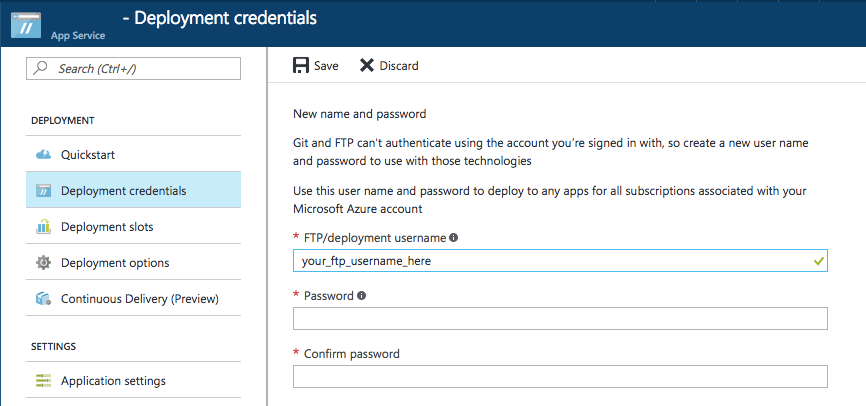 - Deployment credentials
App Service
Search (Ctrl+/)
DEPLOYMENT
Quickstart
Deployment credentials
Deployment slots
Deployment options
Continuous Delivery (Preview)
SETTINGS
Application settings
Save Discard
New name and password
Git and FTP can't authenticate using the account you're signed in with, so create a new user name
and password to use with those technologies
Use this user name and password to deploy to any apps for all subscriptions associated with your
Microsoft Azure account
* FTP/deployment username
your_ftp_username_here
* Password
* Confirm password